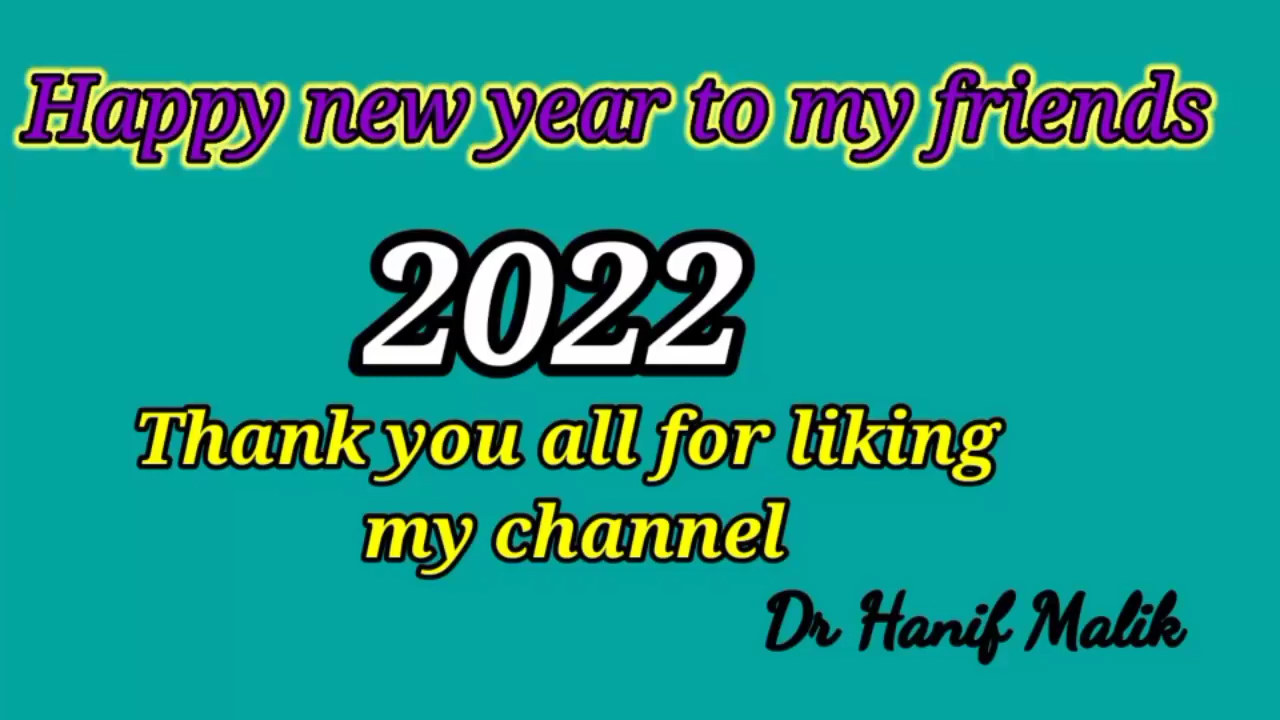 Happy new year to my friends
2022
Thank you all for liking
my channel
Dr Hanif Malik